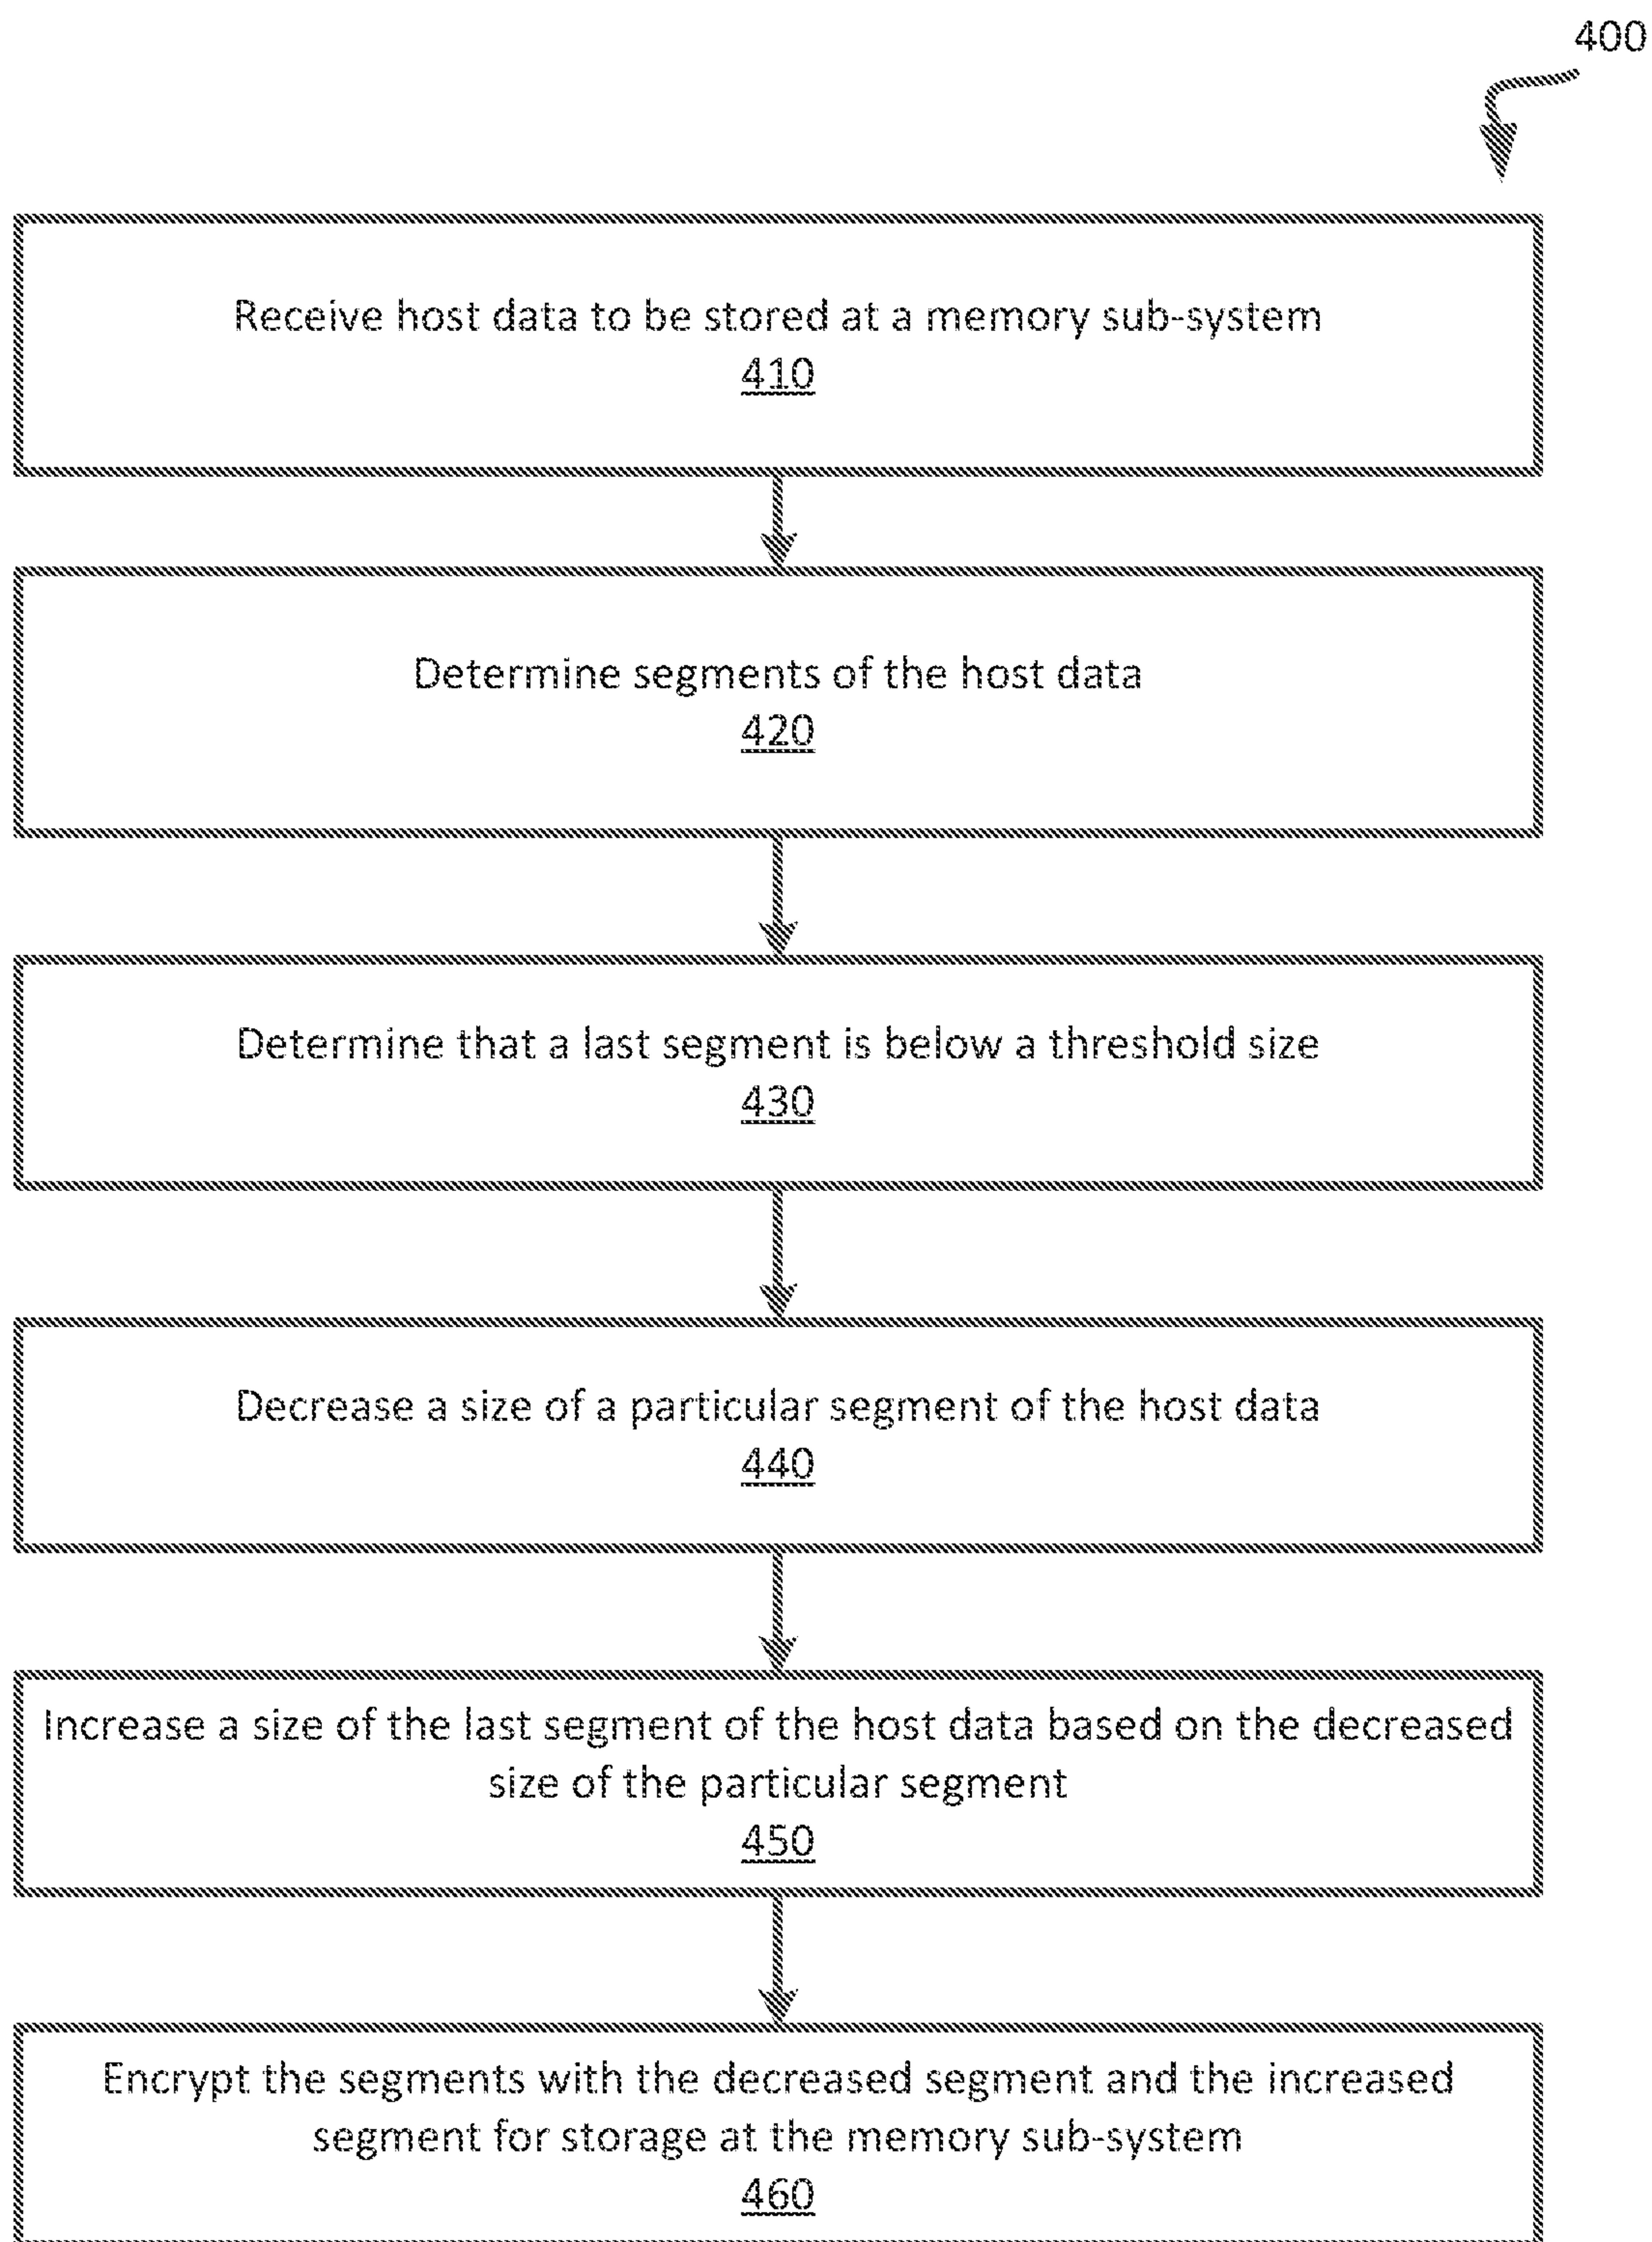 400
Receive host data to be stored at a memory sub-system
410
Determine segments of the host data
420
Determine that a last segment is below a threshold size
430
Decrease a size of a particular segment of the host data
440
Increase a size of the last segment of the host data based on the decreased
size of the particular segment
450
Encrypt the segments with the decreased segment and the increased
segment for storage at the memory sub-system
460